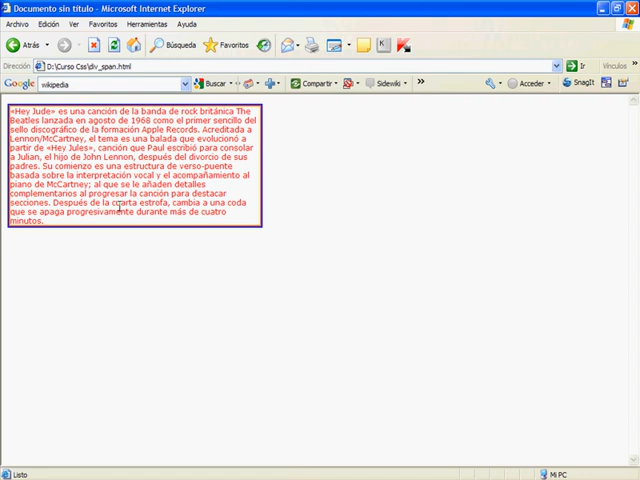 Documento sin título - Microsoft Internet Explorer
Archivo Edición Ver Favoritos Herramientas Ayuda
Atrás Búsqueda Favoritos
Dirección D:\Curso Css\div_span.html Ir Vínculos
Google wikipedia Buscar Compartir Sidewiki » Acceder SnagIt
«Hey Jude» es una canción de la banda de rock británica The
Beatles lanzada en agosto de 1968 como el primer sencillo del
sello discográfico de la formación Apple Records. Acreditada a
Lennon/McCartney, el tema es una balada que evolucionó a
partir de «Hey Jules», canción que Paul escribió para consolar
a Julian, el hijo de John Lennon, después del divorcio de sus
padres. Su comienzo es una estructura de verso-puente
basada sobre la interpretación vocal y el acompañamiento al
piano de McCartney; al que se le añaden detalles
complementarios al progresar la canción para destacar
secciones. Después de la cuarta estrofa, cambia a una coda
que se apaga progresivamente durante más de cuatro
minutos.
Listo Mi PC